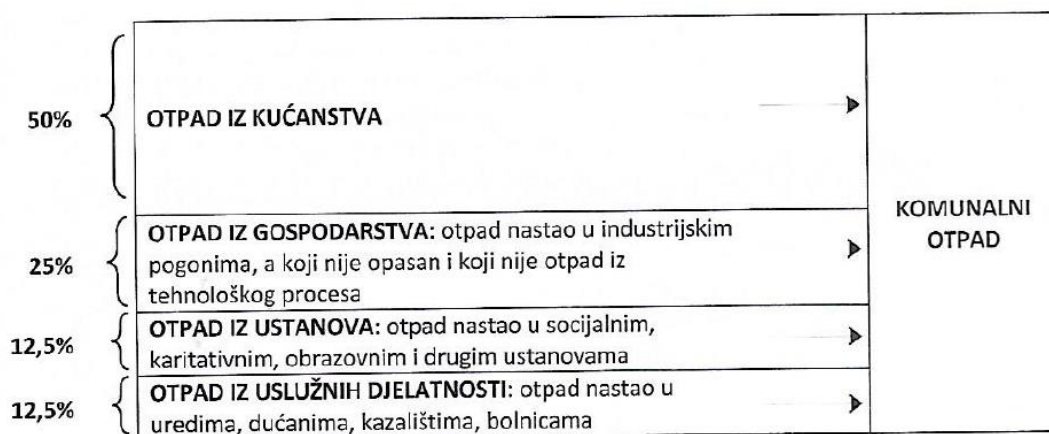 50%
OTPAD IZ KUĆANSTVA
25%
OTPAD IZ GOSPODARSTVA: otpad nastao u industrijskim
pogonima, a koji nije opasan i koji nije otpad iz
tehnološkog procesa
12,5%
OTPAD IZ USTANOVA: otpad nastao u socijalnim,
karitativnim, obrazovnim i drugim ustanovama
12,5%
OTPAD IZ USLUŽNIH DJELATNOSTI: otpad nastao u
uredima, dućanima, kazalištima, bolnicama
KOMUNALNI
OTPAD